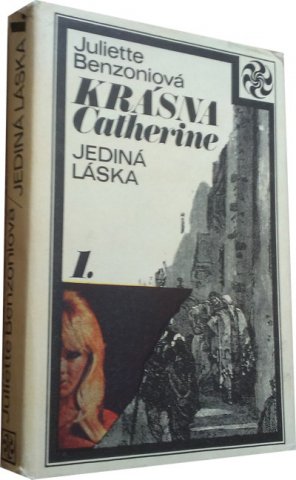 Juliette
Benzoniová
KRÁSNA
Catherine
JEDINÁ
LÁSKA
1.
Juliette Benzoniová/JEDINÁ LÁSKA